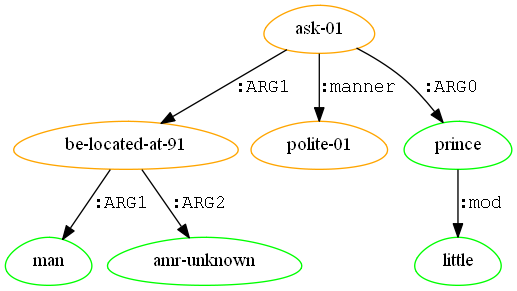 ask-01
:ARG1 :manner :ARG0
be-located-at-91 polite-01 prince
:ARG1 :ARG2 :mod
man amr-unknown little